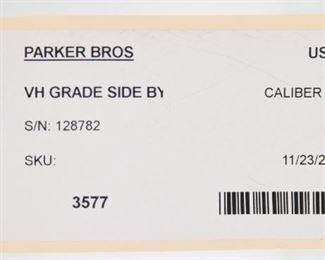 PARKER BROS US
VH GRADE SIDE BY CALIBER
S/N: 128782
SKU: 11/23/2
3577